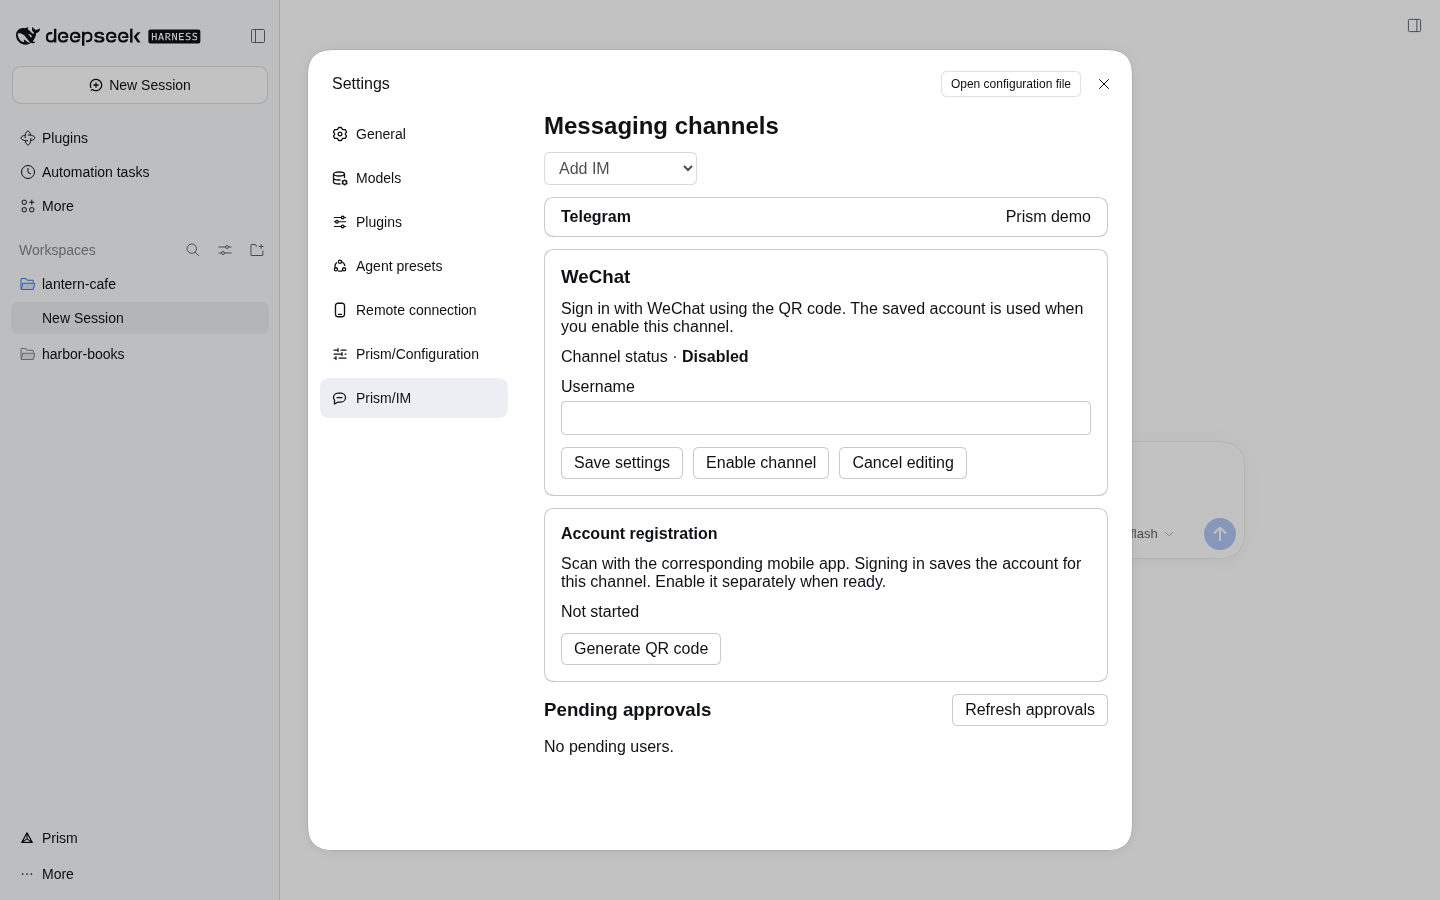 deepseek HARNESS
New Session
Plugins
Automation tasks
More
Workspaces
lantern-cafe
New Session
harbor-books
Prism
More
Settings
Open configuration file
General
Models
Plugins
Agent presets
Remote connection
Prism/Configuration
Prism/IM
Messaging channels
Add IM
Telegram
Prism demo
WeChat
Sign in with WeChat using the QR code. The saved account is used when
you enable this channel.
Channel status · Disabled
Username
Save settings
Enable channel
Cancel editing
Account registration
Scan with the corresponding mobile app. Signing in saves the account for
this channel. Enable it separately when ready.
Not started
Generate QR code
Pending approvals
Refresh approvals
No pending users.
flash